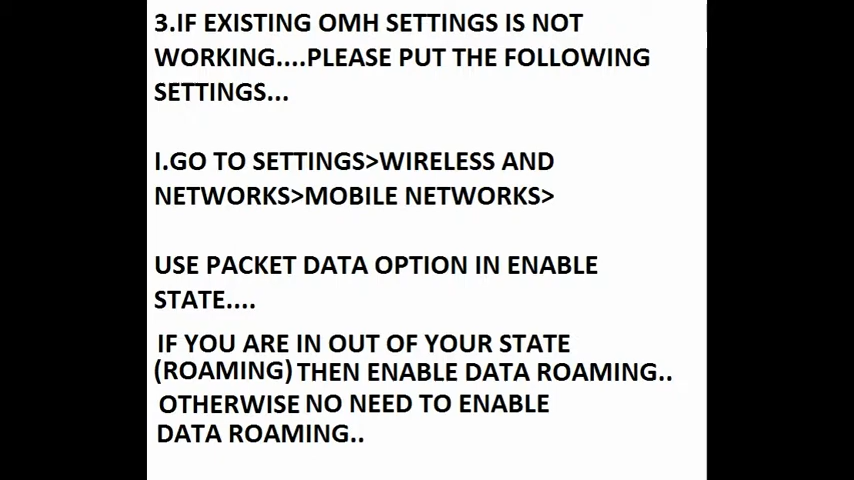 3.IF EXISTING OMH SETTINGS IS NOT
WORKING....PLEASE PUT THE FOLLOWING
SETTINGS...
I.GO TO SETTINGS>WIRELESS AND
NETWORKS>MOBILE NETWORKS>
USE PACKET DATA OPTION IN ENABLE
STATE....
IF YOU ARE IN OUT OF YOUR STATE
(ROAMING) THEN ENABLE DATA ROAMING..
OTHERWISE NO NEED TO ENABLE
DATA ROAMING..